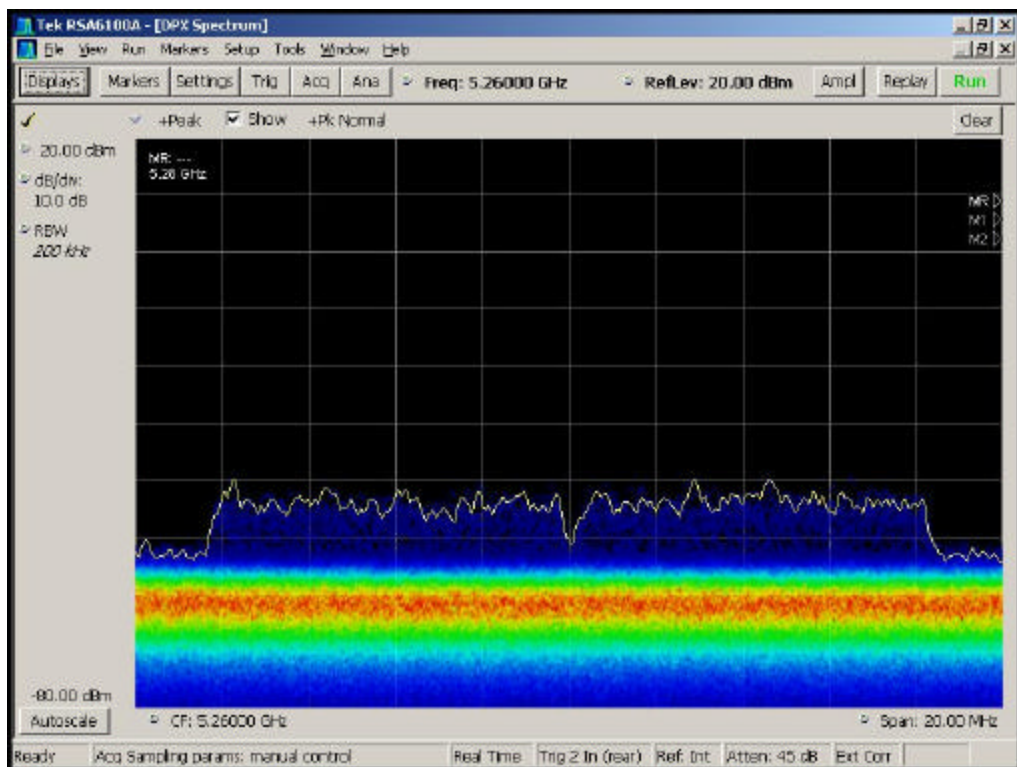 Tek RSA6100A - [DPX Spectrum]
File View Run Markers Setup Tools Window Help
Displays Markers Settings Trig Acq Ana Freq: 5.26000 GHz RefLev: 20.00 dBm Ampl Replay Run
+Peak Show +Pk Normal Clear
20.00 dBm
dB/div:
10.0 dB
RBW
200 kHz
MR: ---
5.26 GHz
MR
M1
M2
-80.00 dBm
Autoscale CF: 5.26000 GHz Span: 20.00 MHz
Ready Acq Sampling params: manual control Real Time Trig 2 In (rear) Ref: Int Atten: 45 dB Ext Corr